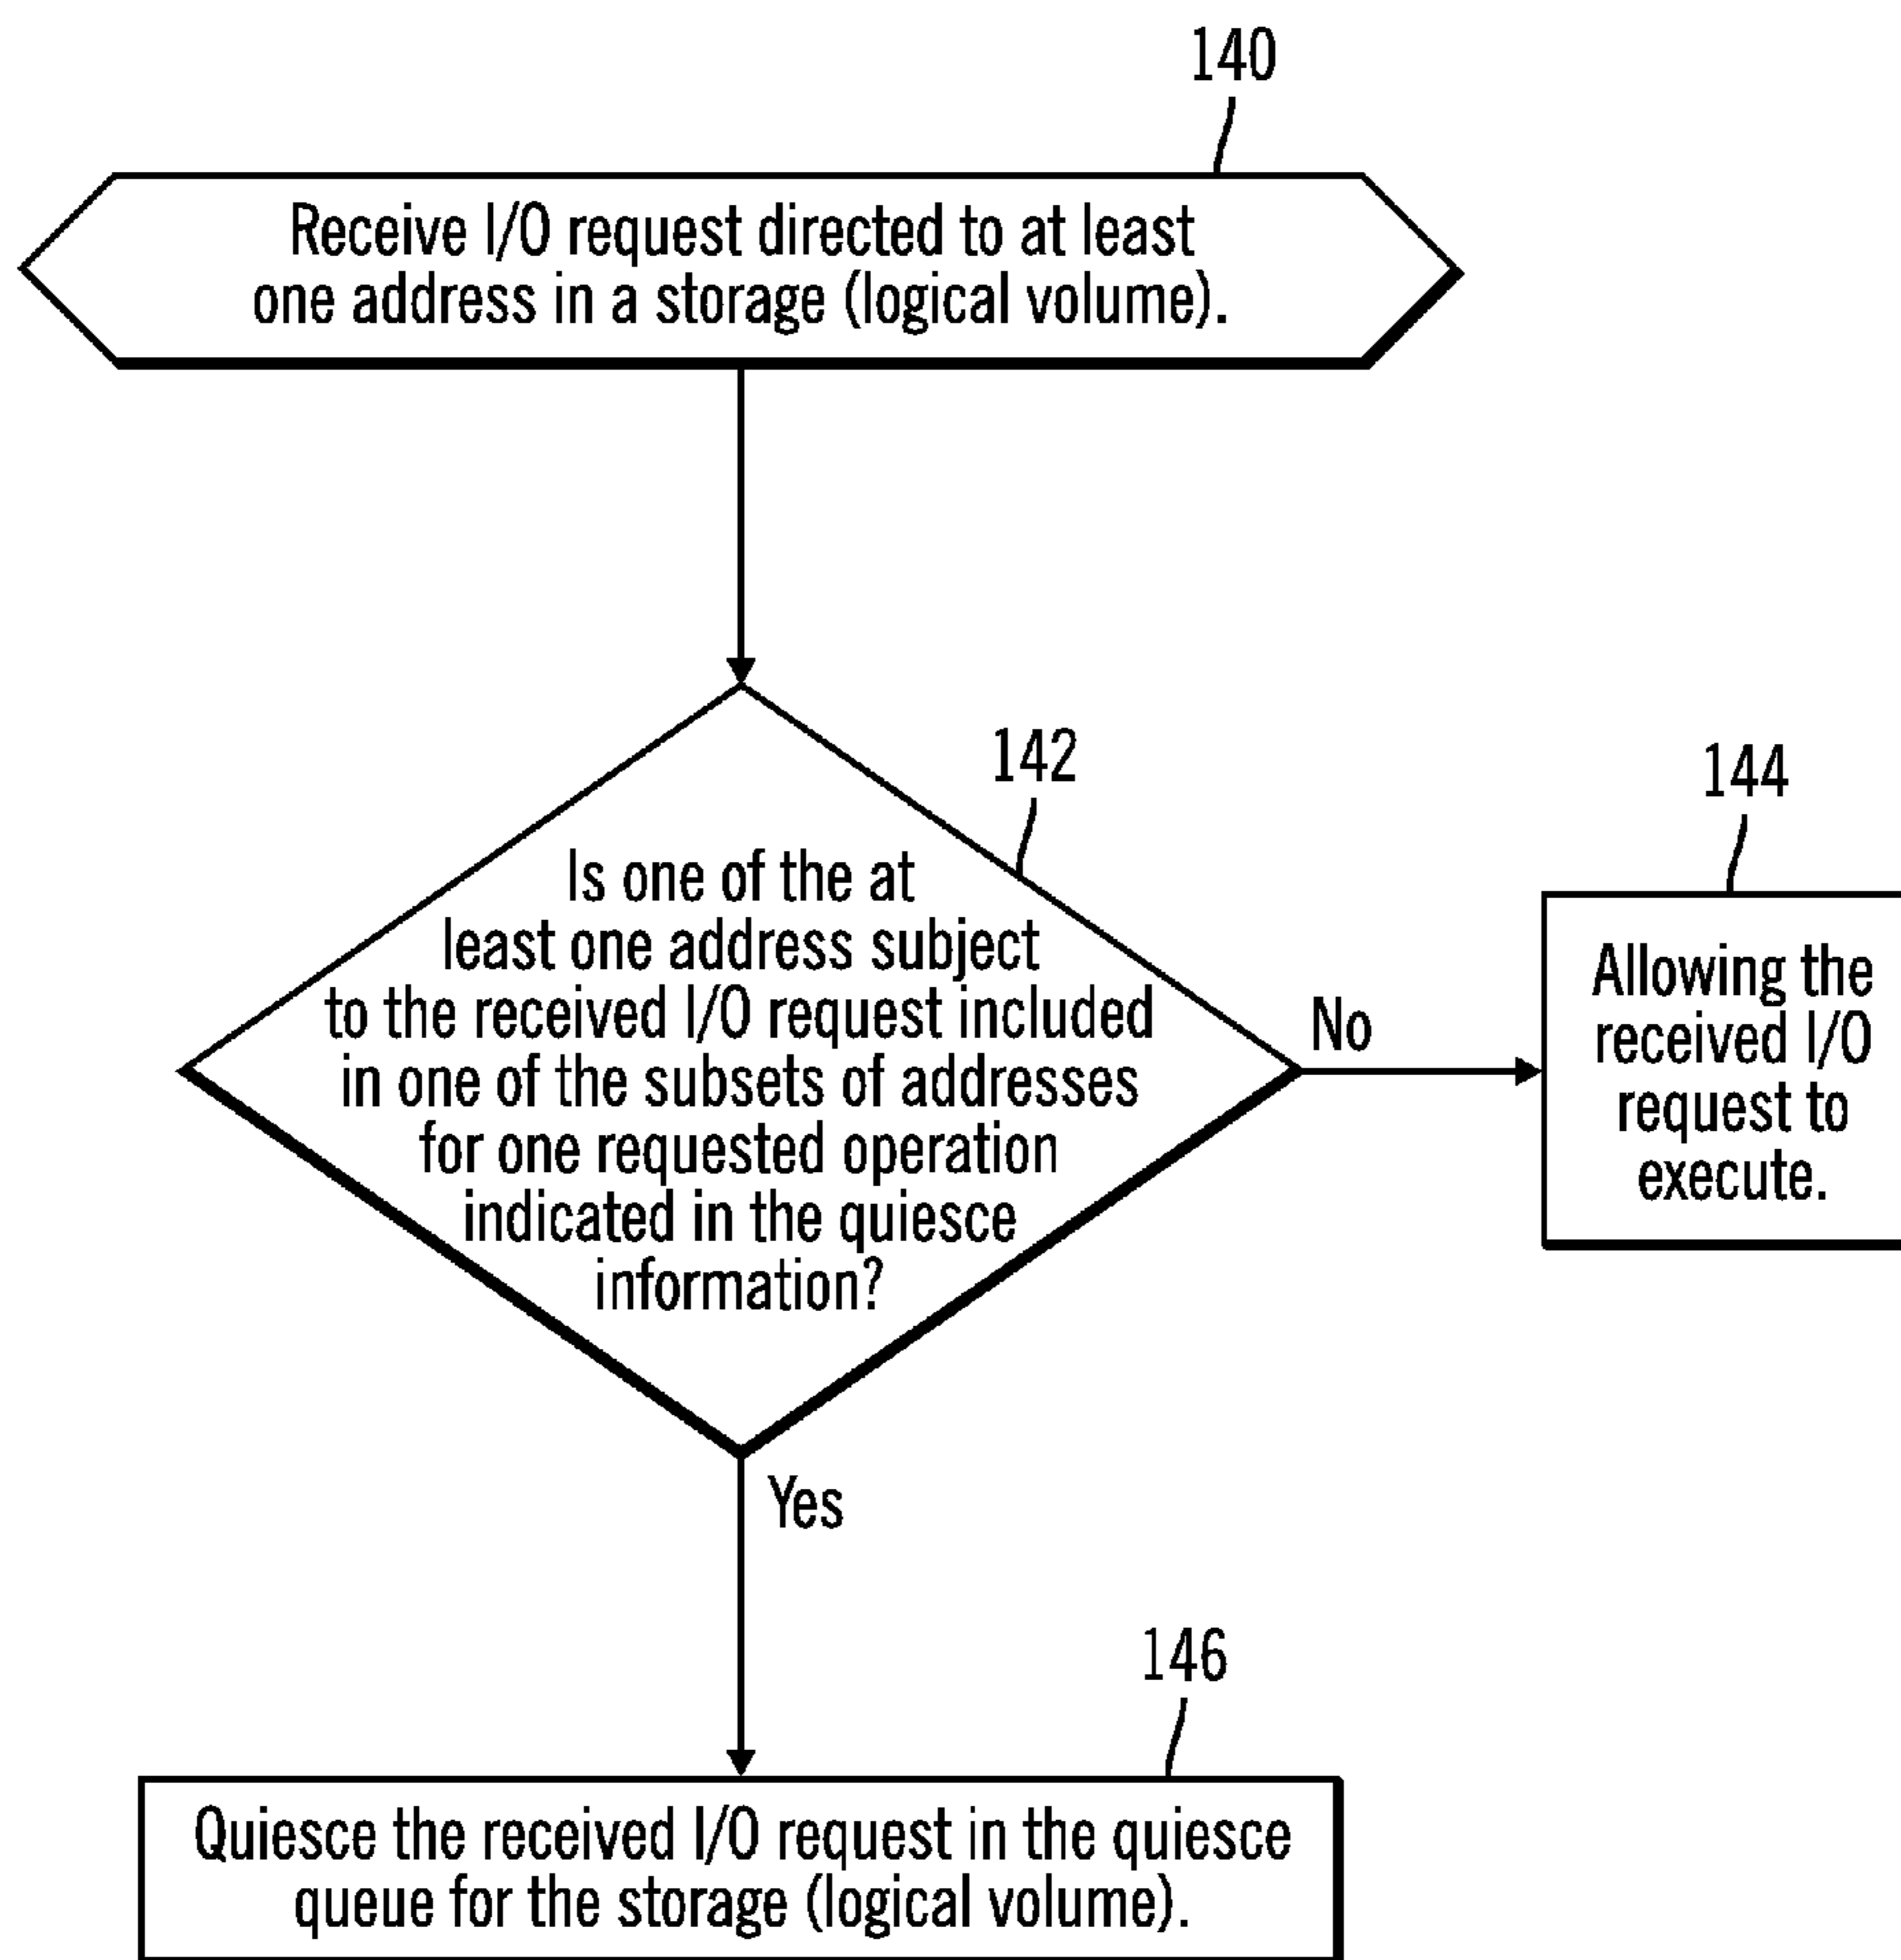 140
Receive I/O request directed to at least
one address in a storage (logical volume).
142
Is one of the at
least one address subject
to the received I/O request included
in one of the subsets of addresses
for one requested operation
indicated in the quiesce
information?
No
144
Allowing the
received I/O
request to
execute.
Yes
146
Quiesce the received I/O request in the quiesce
queue for the storage (logical volume).